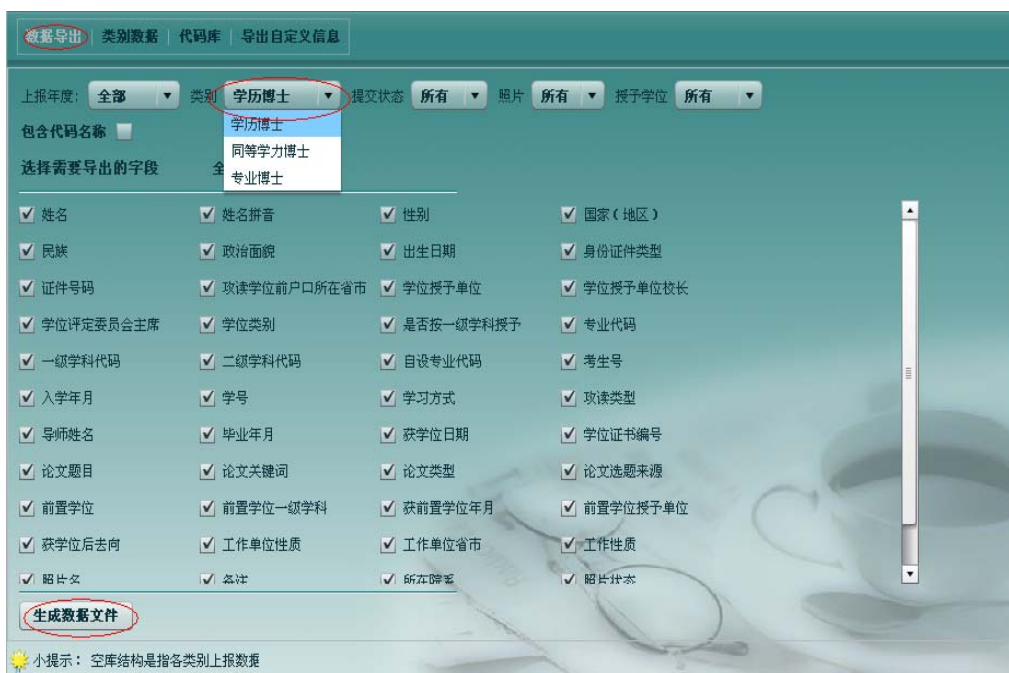 数据导出 | 类别数据 | 代码库 | 导出自定义信息
上报年度: 全部 类别 学历博士 提交状态 所有 照片 所有 授予学位 所有
学历博士
包含代码名称
同等学力博士
选择需要导出的字段 全
专业博士
姓名 姓名拼音 性别 国家(地区)
民族 政治面貌 出生日期 身份证件类型
证件号码 攻读学位前户口所在省市 学位授予单位 学位授予单位校长
学位评定委员会主席 学位类别 是否按一级学科授予 专业代码
一级学科代码 二级学科代码 自设专业代码 考生号
入学年月 学号 学习方式 攻读类型
导师姓名 毕业年月 获学位日期 学位证书编号
论文题目 论文关键词 论文类型 论文选题来源
前置学位 前置学位一级学科 获前置学位年月 前置学位授予单位
获学位后去向 工作单位性质 工作单位省市 工作性质
照片名 备注 所在院系 照片状态
生成数据文件
小提示: 空库结构是指各类别上报数据